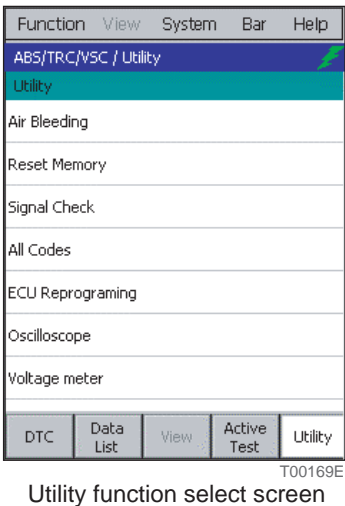 Function View System Bar Help
ABS/TRC/VSC / Utility
Utility
Air Bleeding
Reset Memory
Signal Check
All Codes
ECU Reprograming
Oscilloscope
Voltage meter
DTC Data List View Active Test Utility
T00169E
Utility function select screen